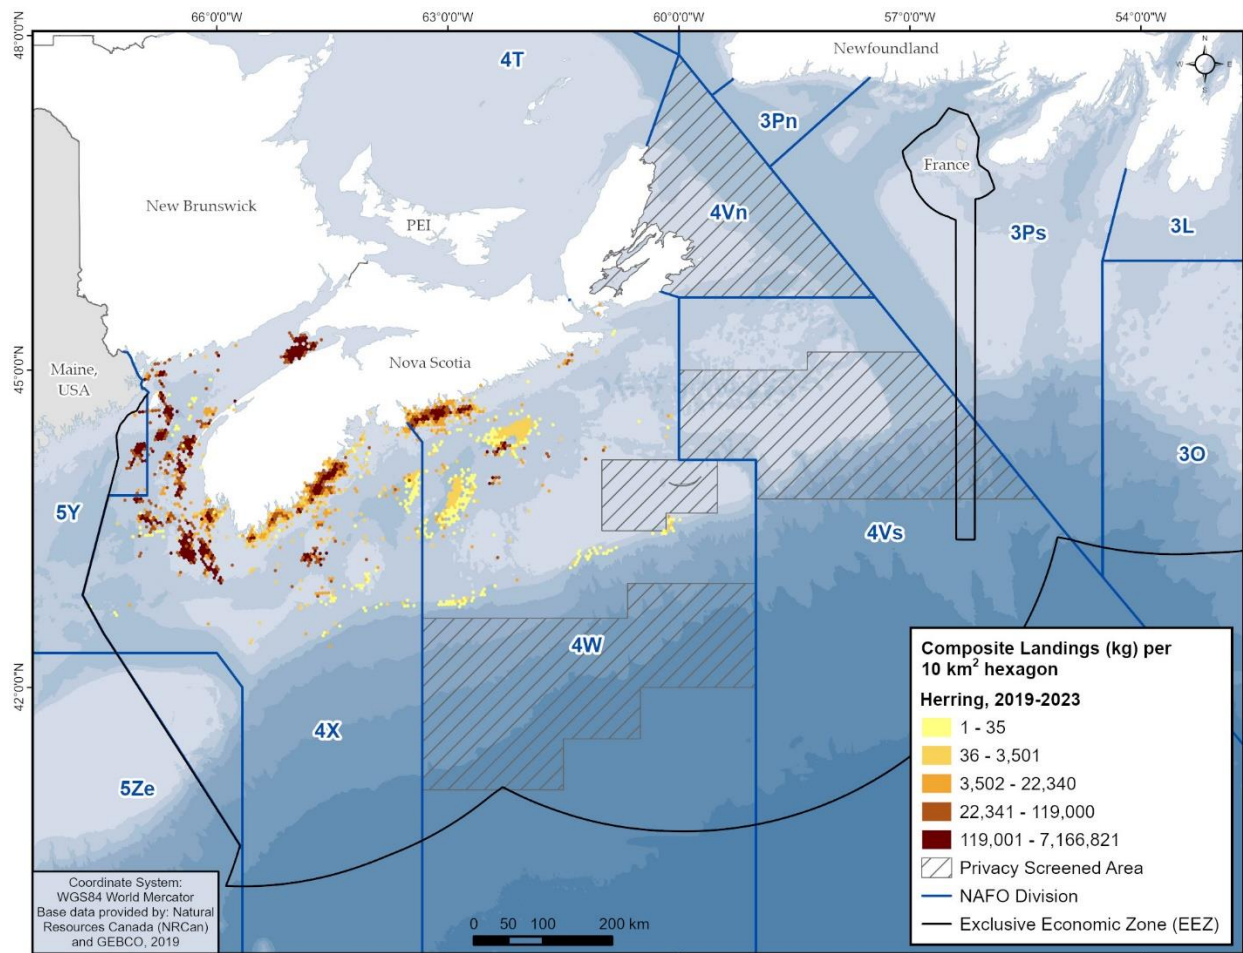 66°0'0"W
63°0'0"W
60°0'0"W
57°0'0"W
54°0'0"W
48°0'0"N
45°0'0"N
42°0'0"N
4T
Newfoundland
N
W E
S
3Pn
France
New Brunswick
PEI
4Vn
3Ps
3L
Maine,
USA
Nova Scotia
5Y
3O
4Vs
4W
4X
5Ze
Composite Landings (kg) per
10 km² hexagon
Herring, 2019-2023
1 - 35
36 - 3,501
3,502 - 22,340
22,341 - 119,000
119,001 - 7,166,821
Privacy Screened Area
NAFO Division
Exclusive Economic Zone (EEZ)
Coordinate System:
WGS84 World Mercator
Base data provided by: Natural
Resources Canada (NRCan)
and GEBCO, 2019
0 50 100 200 km